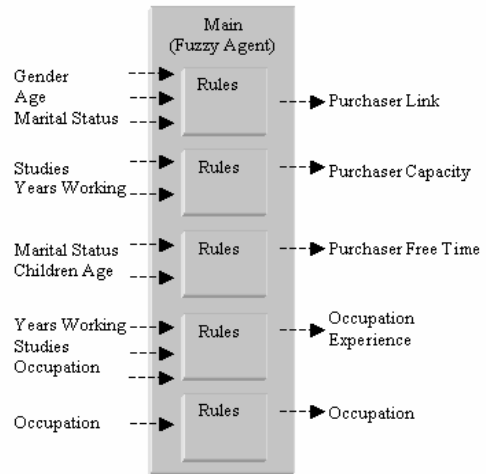 Main
(Fuzzy Agent)
Gender
Age
Marital Status
Rules
Purchaser Link
Studies
Years Working
Rules
Purchaser Capacity
Marital Status
Children Age
Rules
Purchaser Free Time
Years Working
Studies
Occupation
Rules
Occupation
Experience
Occupation
Rules
Occupation